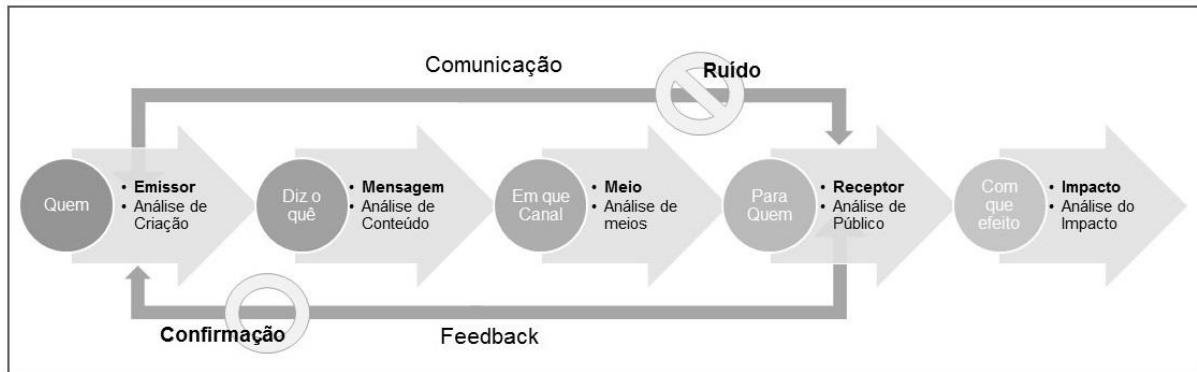 Comunicação
Ruído
Quem
• Emissor
• Análise de
Criação
Diz o
quê
• Mensagem
• Análise de
Conteúdo
Em que
Canal
• Meio
• Análise de
meios
Para
Quem
• Receptor
• Análise de
Público
Com
que
efeito
• Impacto
• Análise do
Impacto
Confirmação
Feedback